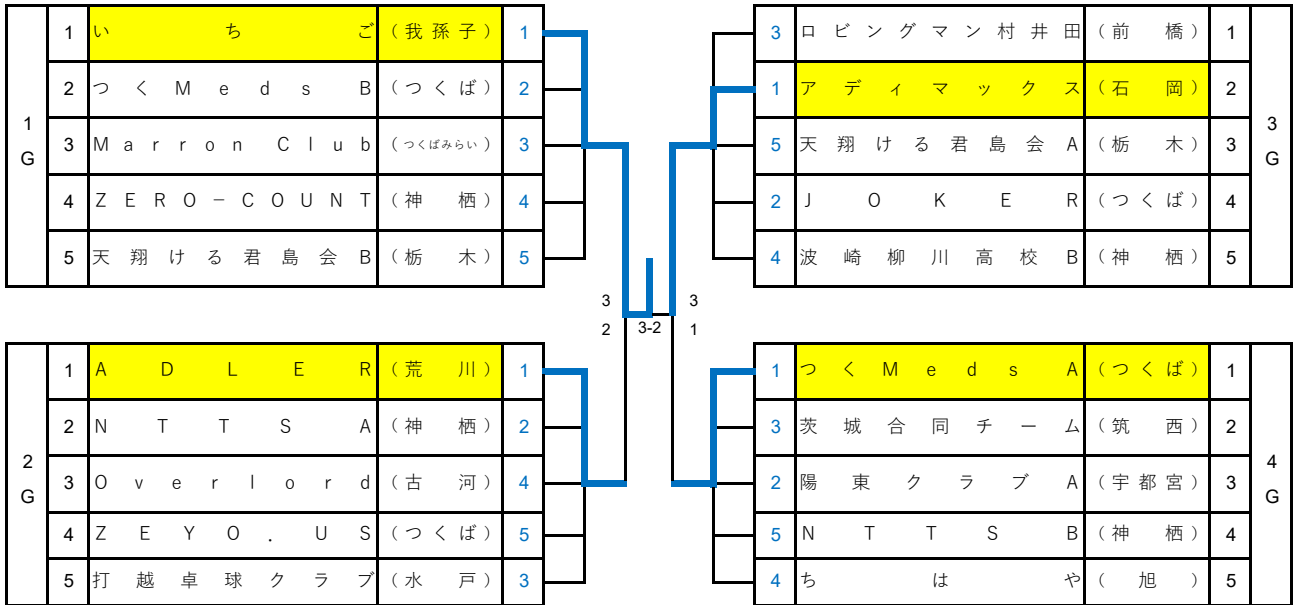 1G
1 いちご (我孫子) 1
2 つくMeds B (つくば) 2
3 Marron Club (つくばみらい) 3
4 ZERO-COUNT (神栖) 4
5 天翔ける君島会B (栃木) 5
3 ロビングマン村井田 (前橋) 1
1 アディマックス (石岡) 2
5 天翔ける君島会A (栃木) 3
2 JOKER (つくば) 4
4 波崎柳川高校B (神栖) 5
3G
3 3
2 3-2 1
2G
1 ADLER (荒川) 1
2 NTTSA (神栖) 2
3 Overlord (古河) 4
4 ZEYO.US (つくば) 5
5 打越卓球クラブ (水戸) 3
1 つくMeds A (つくば) 1
3 茨城合同チーム (筑西) 2
2 陽東クラブA (宇都宮) 3
5 NTTSB (神栖) 4
4 ちはや (旭) 5
4G